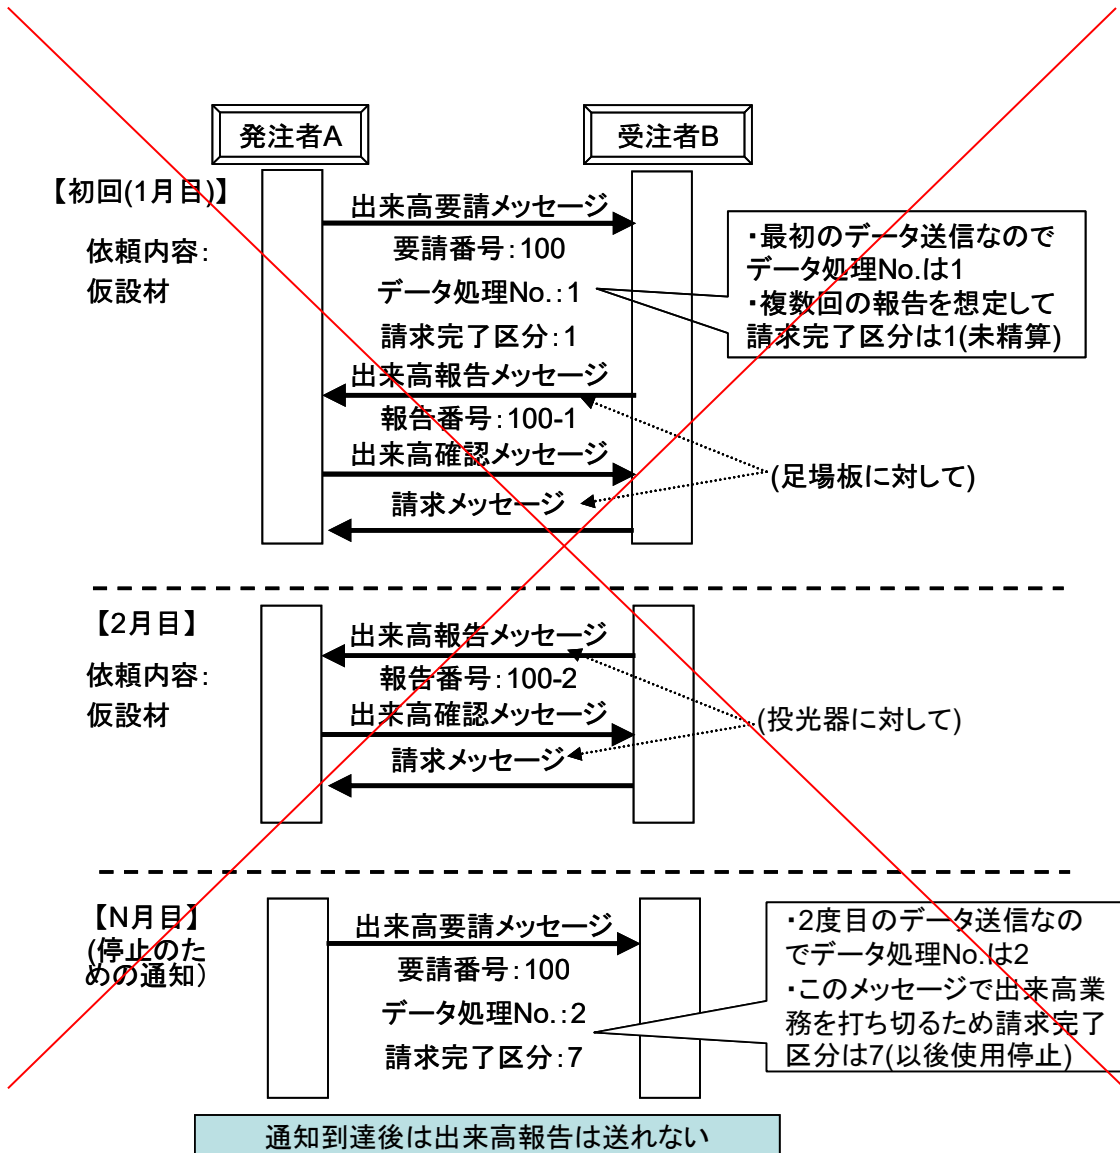 発注者A
受注者B
【初回(1月目)】
依頼内容:
仮設材
出来高要請メッセージ
要請番号:100
データ処理No.:1
請求完了区分:1
・最初のデータ送信なので
データ処理No.は1
・複数回の報告を想定して
請求完了区分は1(未精算)
出来高報告メッセージ
報告番号:100-1
出来高確認メッセージ
(足場板に対して)
請求メッセージ
【2月目】
依頼内容:
仮設材
出来高報告メッセージ
報告番号:100-2
出来高確認メッセージ
(投光器に対して)
請求メッセージ
【N月目】
(停止のた
めの通知)
出来高要請メッセージ
要請番号:100
データ処理No.:2
請求完了区分:7
・2度目のデータ送信なの
でデータ処理No.は2
・このメッセージで出来高業
務を打ち切るため請求完了
区分は7(以後使用停止)
通知到達後は出来高報告は送れない